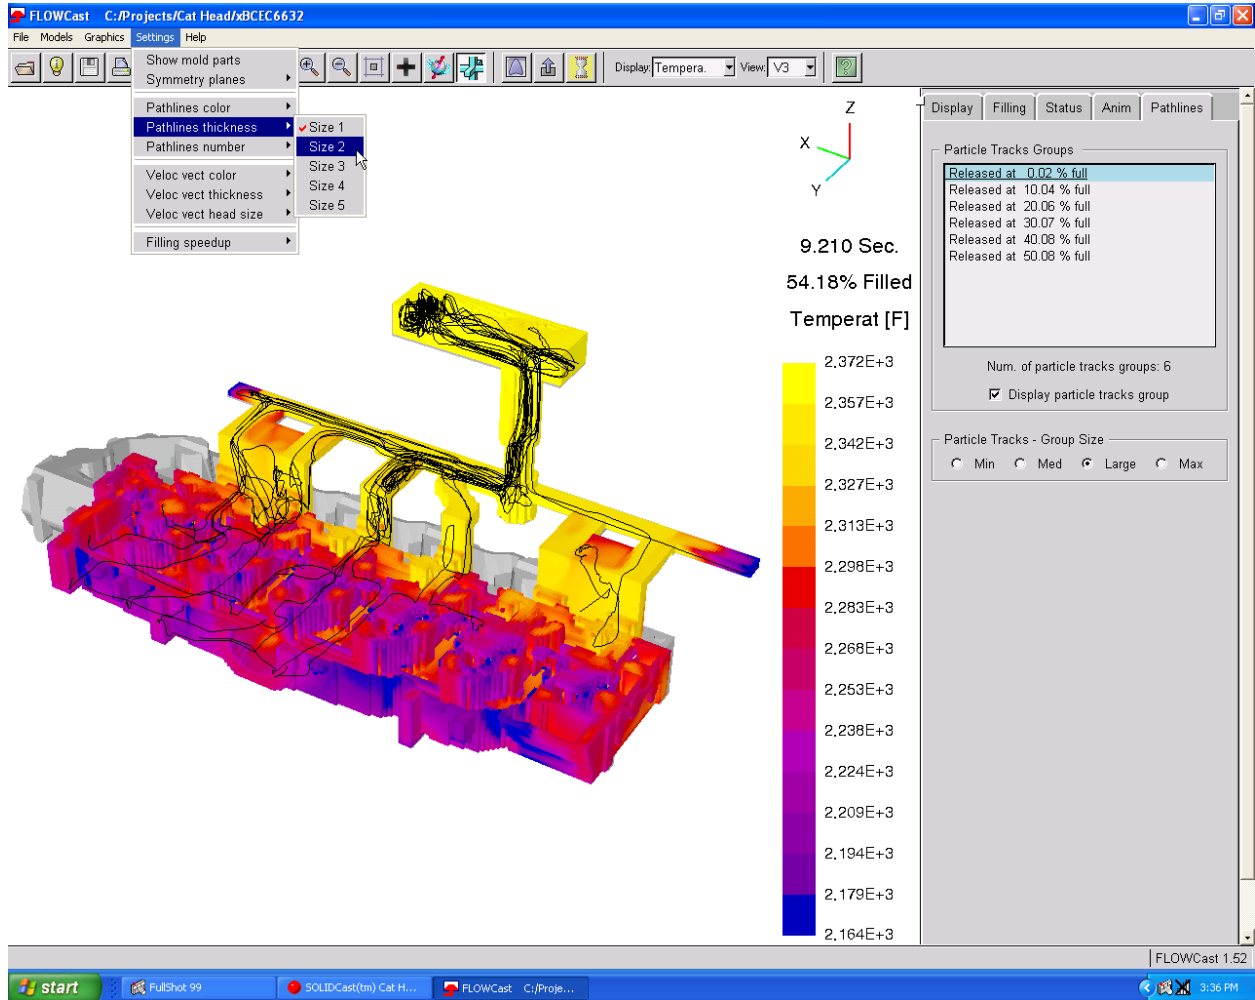 FLOWCast C:/Projects/Cat Head/xBCEC6632
File Models Graphics Settings Help
Display: Tempera. View: V3
Show mold parts
Symmetry planes
Pathlines color
Pathlines thickness
Pathlines number
Veloc vect color
Veloc vect thickness
Veloc vect head size
Filling speedup
Size 1
Size 2
Size 3
Size 4
Size 5
Z
X
Y
9.210 Sec.
54.18% Filled
Temperat [F]
2.372E+3
2.357E+3
2.342E+3
2.327E+3
2.313E+3
2.298E+3
2.283E+3
2.268E+3
2.253E+3
2.238E+3
2.224E+3
2.209E+3
2.194E+3
2.179E+3
2.164E+3
Display Filling Status Anim Pathlines
Particle Tracks Groups
Released at 0.02 % full
Released at 10.04 % full
Released at 20.06 % full
Released at 30.07 % full
Released at 40.08 % full
Released at 50.08 % full
Num. of particle tracks groups: 6
Display particle tracks group
Particle Tracks - Group Size
Min Med Large Max
FLOWCast 1.52
start FullShot 99 SOLIDCast(tm) Cat H... FLOWCast C:/Proje... 3:36 PM